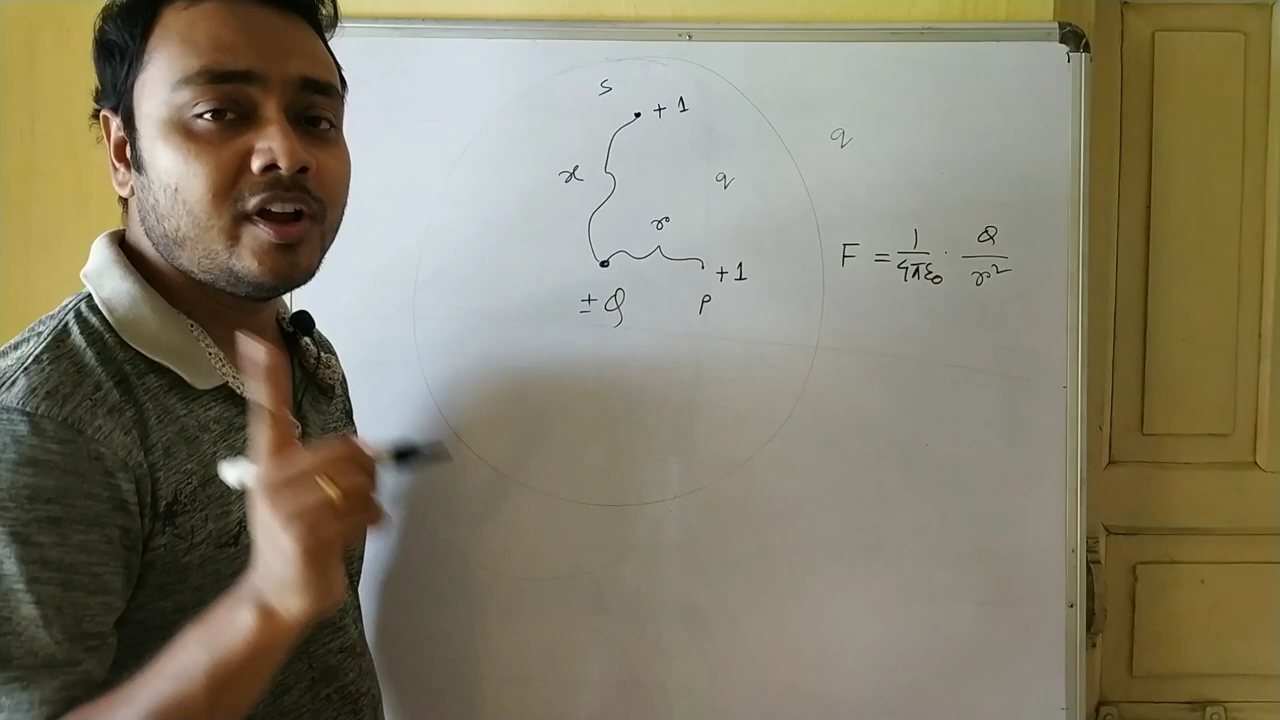 S
+1
x
q
q
r
F = 1/4πε₀ · Q/r²
+1
±Q
P